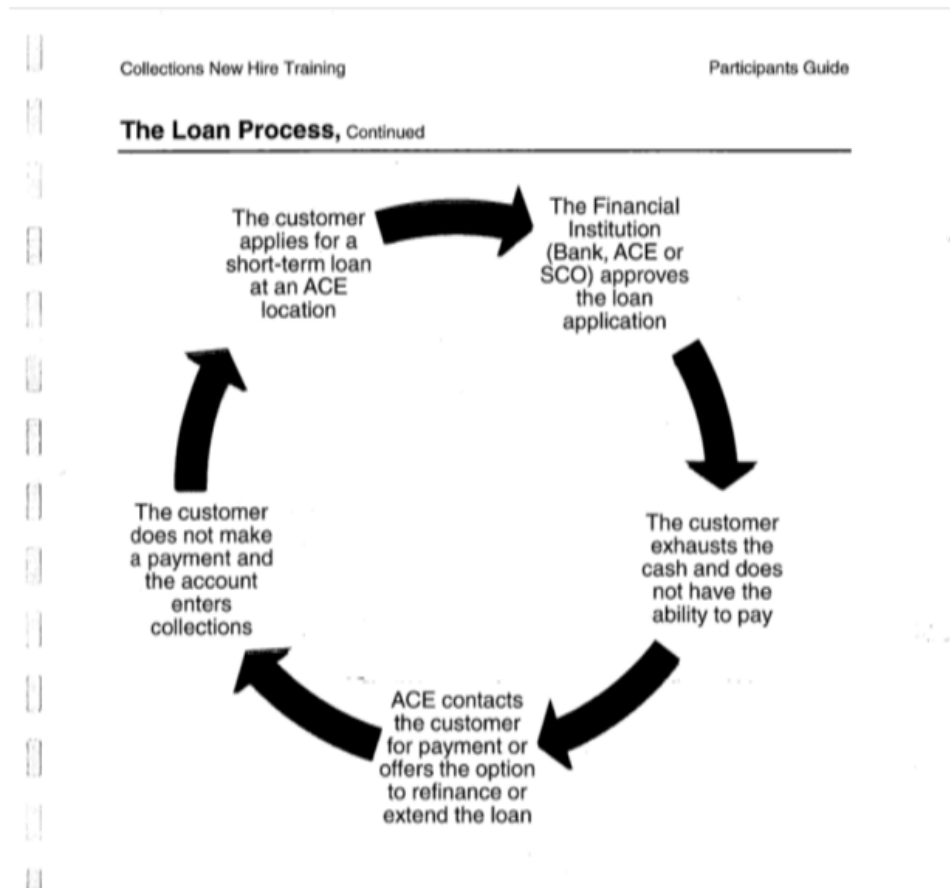 Collections New Hire Training
Participants Guide
The Loan Process, Continued
The customer
applies for a
short-term loan
at an ACE
location
The Financial
Institution
(Bank, ACE or
SCO) approves
the loan
application
The customer
exhausts the
cash and does
not have the
ability to pay
ACE contacts
the customer
for payment or
offers the option
to refinance or
extend the loan
The customer
does not make
a payment and
the account
enters
collections